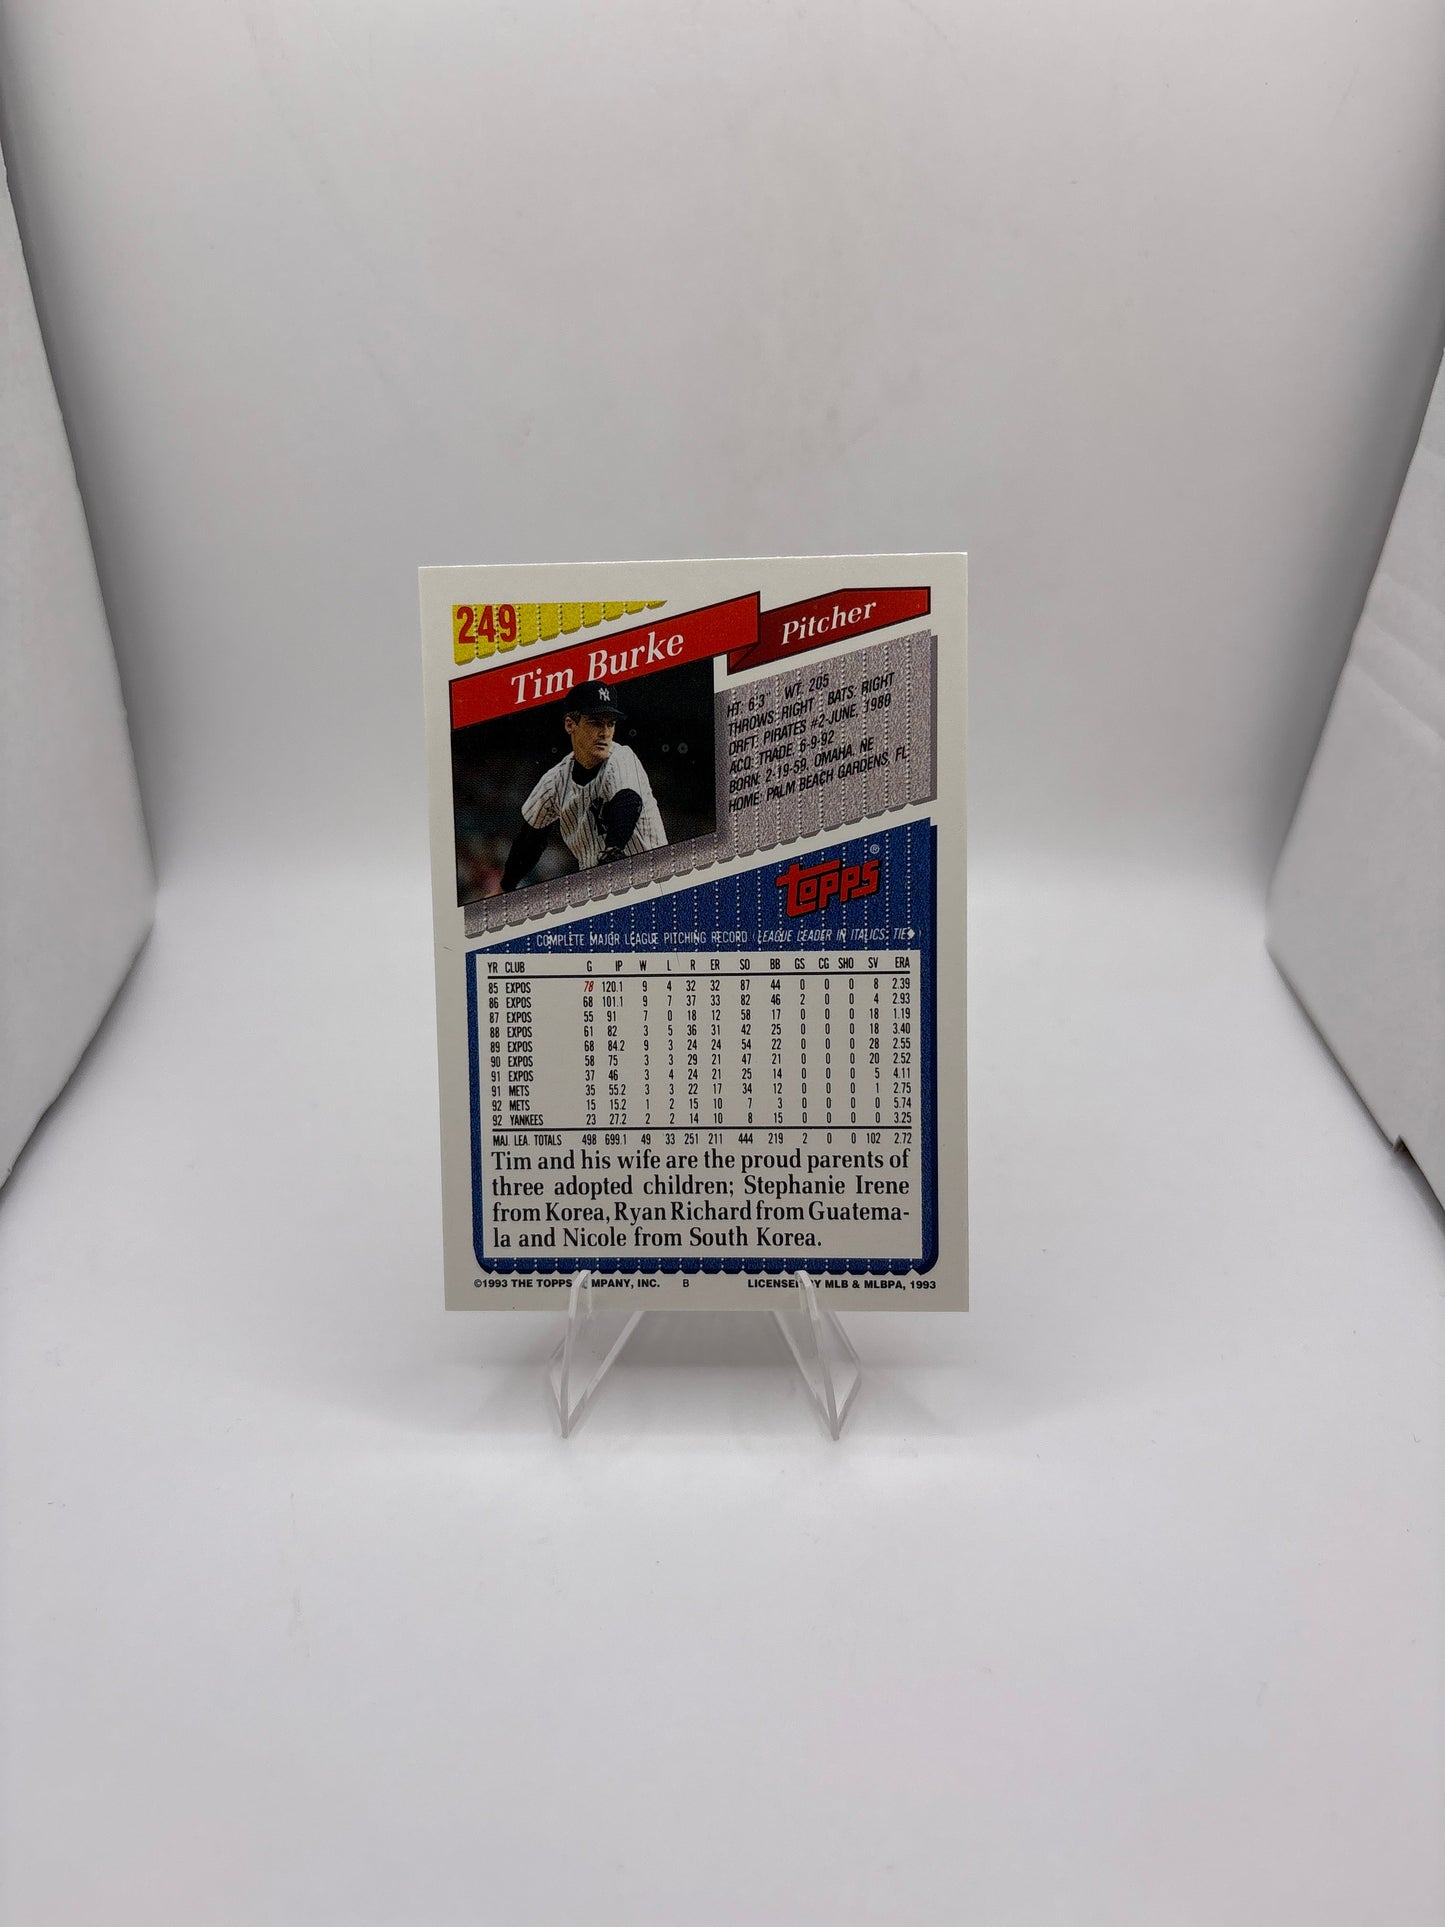 249
Tim Burke
Pitcher
HT: 6'3" WT: 205
THROWS: RIGHT BATS: RIGHT
DRFT: PIRATES #2-JUNE, 1980
ACQ: TRADE, 6-9-92
BORN: 2-19-59, OMAHA, NE
HOME: PALM BEACH GARDENS, FL
TOPPS®
COMPLETE MAJOR LEAGUE PITCHING RECORD (LEAGUE LEADER IN ITALICS, TIE◆)
YR CLUB G IP W L R ER SO BB GS CG SHO SV ERA
85 EXPOS 78 120.1 9 4 32 32 87 44 0 0 0 8 2.39
86 EXPOS 68 101.1 9 7 37 33 82 46 2 0 0 4 2.93
87 EXPOS 55 91 7 0 18 12 58 17 0 0 0 18 1.19
88 EXPOS 61 82 3 5 36 31 42 25 0 0 0 18 3.40
89 EXPOS 68 84.2 9 3 24 24 54 22 0 0 0 28 2.55
90 EXPOS 58 75 3 3 29 21 47 21 0 0 0 20 2.52
91 EXPOS 37 46 3 4 24 21 25 14 0 0 0 5 4.11
91 METS 35 55.2 3 3 22 17 34 12 0 0 0 1 2.75
92 METS 15 15.2 1 2 15 10 7 3 0 0 0 0 5.74
92 YANKEES 23 27.2 2 2 14 10 8 15 0 0 0 0 3.25
MAJ. LEA. TOTALS 498 699.1 49 33 251 211 444 219 2 0 0 102 2.72
Tim and his wife are the proud parents of
three adopted children; Stephanie Irene
from Korea, Ryan Richard from Guatema-
la and Nicole from South Korea.
©1993 THE TOPPS COMPANY, INC. B LICENSED BY MLB & MLBPA, 1993